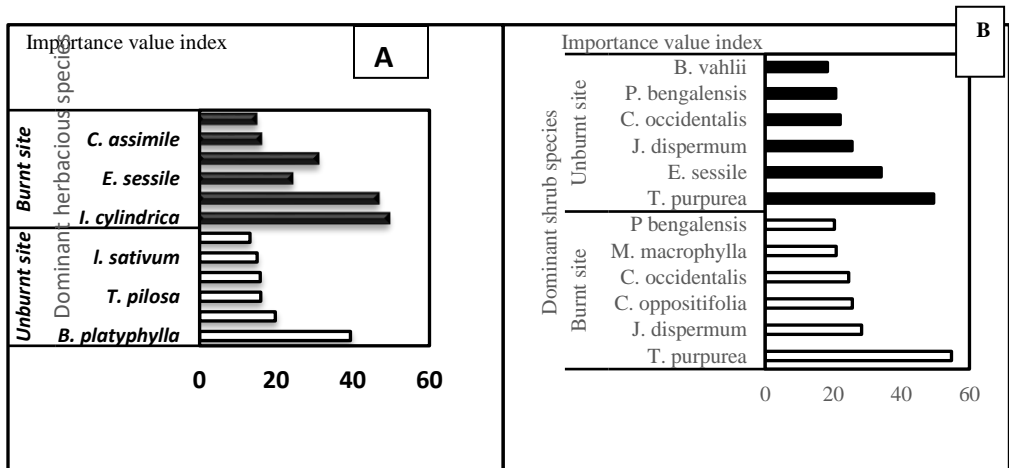 Importance value index
A
Dominant herbacious species
Burnt site
C. assimile
E. sessile
I. cylindrica
Unburnt site
I. sativum
T. pilosa
B. platyphylla
0 20 40 60
B
Importance value index
Dominant shrub species
Unburnt site
B. vahlii
P. bengalensis
C. occidentalis
J. dispermum
E. sessile
T. purpurea
Burnt site
P bengalensis
M. macrophylla
C. occidentalis
C. oppositifolia
J. dispermum
T. purpurea
0 20 40 60